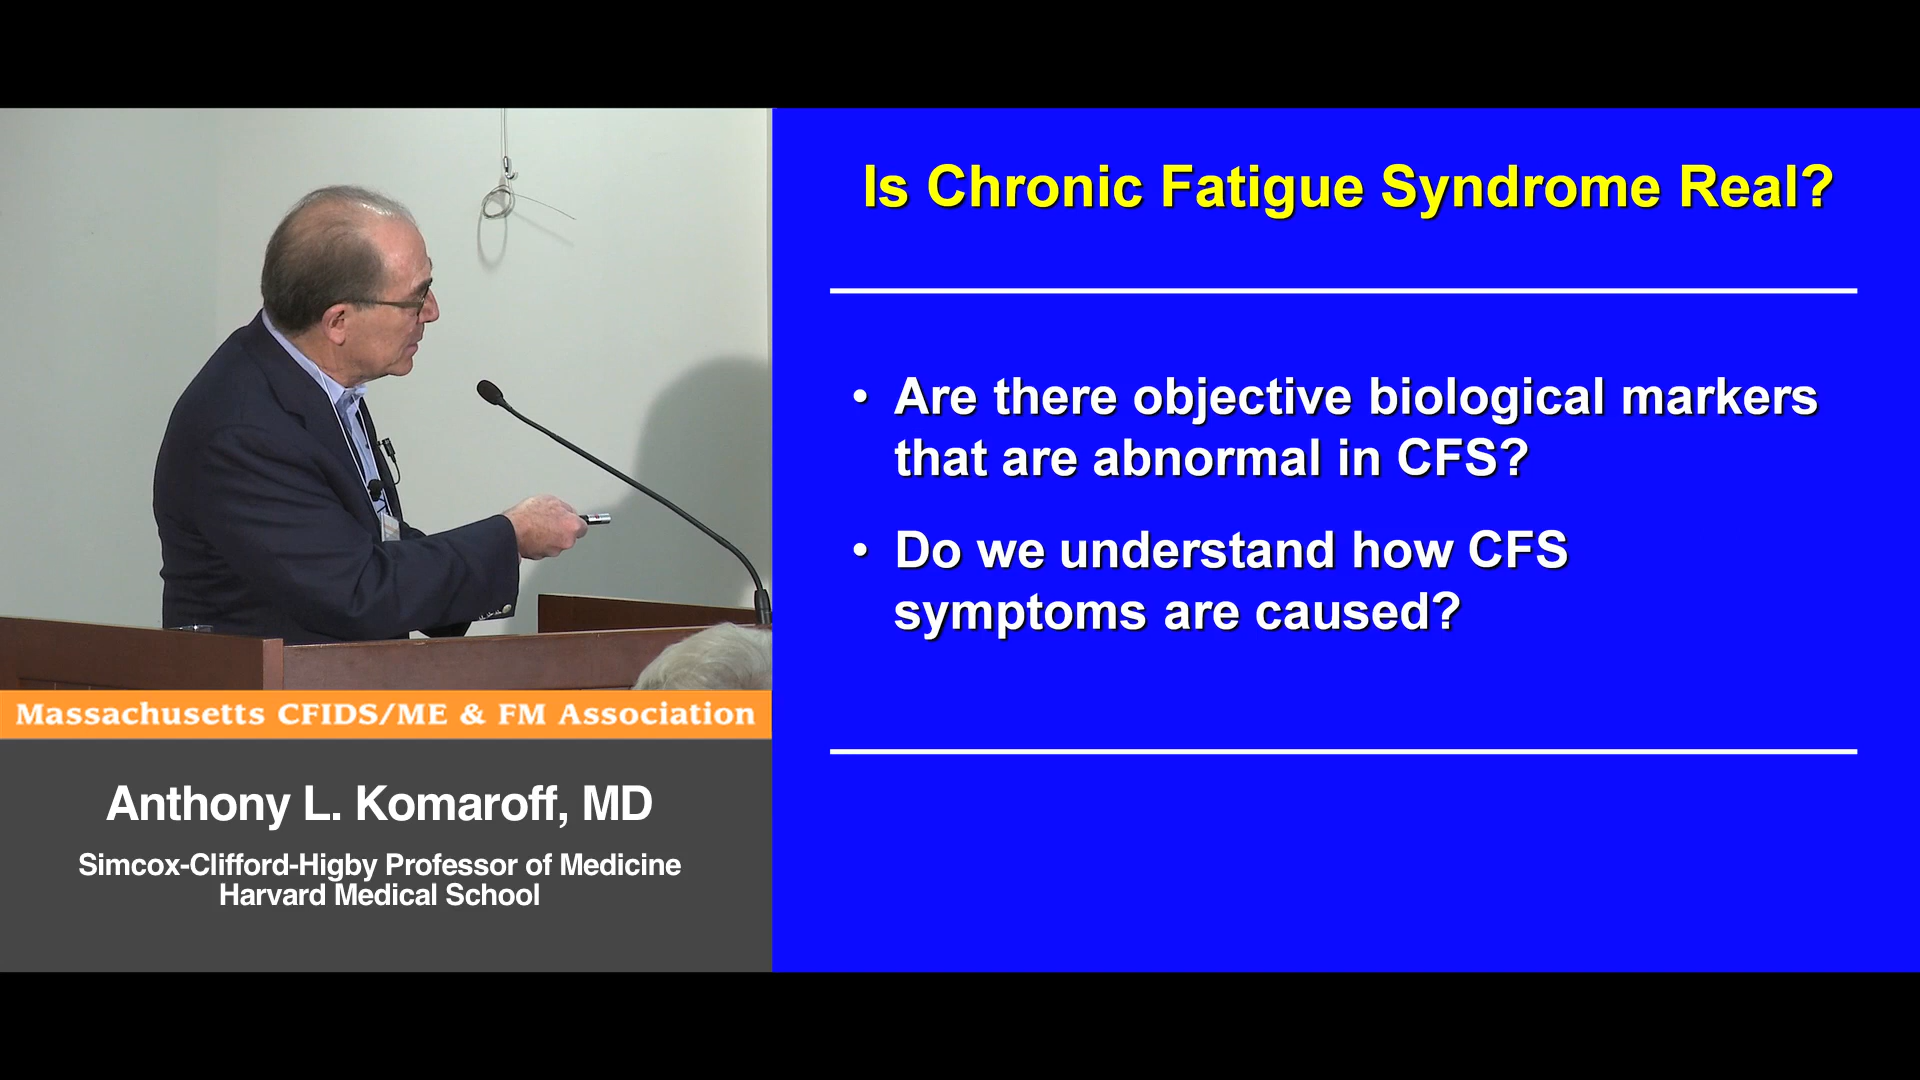 Is Chronic Fatigue Syndrome Real?
• Are there objective biological markers
that are abnormal in CFS?
• Do we understand how CFS
symptoms are caused?
Massachusetts CFIDS/ME & FM Association
Anthony L. Komaroff, MD
Simcox-Clifford-Higby Professor of Medicine
Harvard Medical School